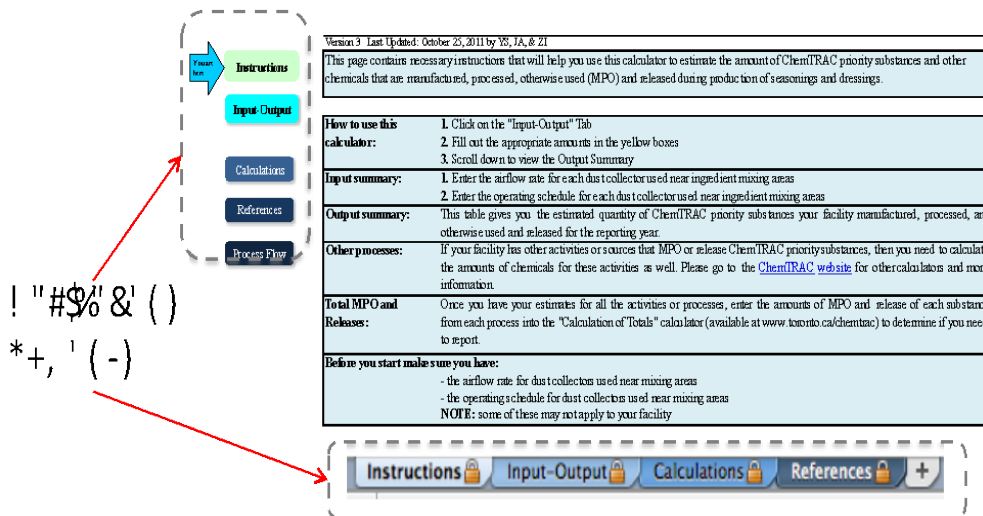 You are
here
Instructions
Input-Output
Calculations
References
Process Flow
! "#$%"&' ()
*+, ' ( -)
Version 3 Last Updated: October 25, 2011 by YS, JA, & ZI
This page contains necessary instructions that will help you use this calculator to estimate the amount of ChemTRAC priority substances and other
chemicals that are manufactured, processed, otherwise used (MPO) and released during production of seasonings and dressings.
How to use this calculator:
1. Click on the "Input-Output" Tab
2. Fill out the appropriate amounts in the yellow boxes
3. Scroll down to view the Output Summary
Input summary:
1. Enter the airflow rate for each dust collector used near ingredient mixing areas
2. Enter the operating schedule for each dust collector used near ingredient mixing areas
Output summary:
This table gives you the estimated quantity of ChemTRAC priority substances your facility manufactured, processed, an
otherwise used and released for the reporting year.
Other processes:
If your facility has other activities or sources that MPO or release ChemTRAC priority substances, then you need to calculat
the amounts of chemicals for these activities as well. Please go to the ChemTRAC website for other calculators and mor
information.
Total MPO and
Releases:
Once you have your estimates for all the activities or processes, enter the amounts of MPO and release of each substanc
from each process into the "Calculation of Totals" calculator (available at www.toronto.ca/chemtrac) to determine if you need
to report.
Before you start make sure you have:
- the airflow rate for dust collectors used near mixing areas
- the operating schedule for dust collectors used near mixing areas
NOTE: some of these may not apply to your facility
Instructions Input-Output Calculations References +